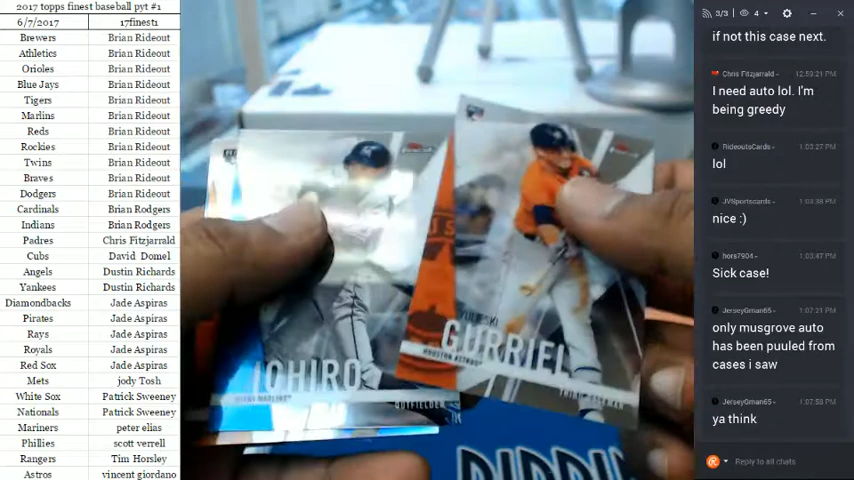 2017 topps finest baseball pyt #1
6/7/2017 17finest1
Brewers Brian Rideout
Athletics Brian Rideout
Orioles Brian Rideout
Blue Jays Brian Rideout
Tigers Brian Rideout
Marlins Brian Rideout
Reds Brian Rideout
Rockies Brian Rideout
Twins Brian Rideout
Braves Brian Rideout
Dodgers Brian Rideout
Cardinals Brian Rodgers
Indians Brian Rodgers
Padres Chris Fitzjarrald
Cubs David Domel
Angels Dustin Richards
Yankees Dustin Richards
Diamondbacks Jade Aspiras
Pirates Jade Aspiras
Rays Jade Aspiras
Royals Jade Aspiras
Red Sox Jade Aspiras
Mets jody Tosh
White Sox Patrick Sweeney
Nationals Patrick Sweeney
Mariners peter elias
Phillies scott verrell
Rangers Tim Horsley
Astros vincent giordano
ICHIRO
MIAMI MARLINS
OUTFIELDER
YULIESKI
GURRIEL
HOUSTON ASTROS
THIRD BASEMAN
3/3 4
if not this case next.
Chris Fitzjarrald 12:59:21 PM
I need auto lol. I'm
being greedy
RideoutsCards 1:03:27 PM
lol
JVSportscards 1:03:38 PM
nice :)
hors7904 1:03:47 PM
Sick case!
JerseyGman65 1:07:21 PM
only musgrove auto
has been puuled from
cases i saw
JerseyGman65 1:07:58 PM
ya think
Reply to all chats